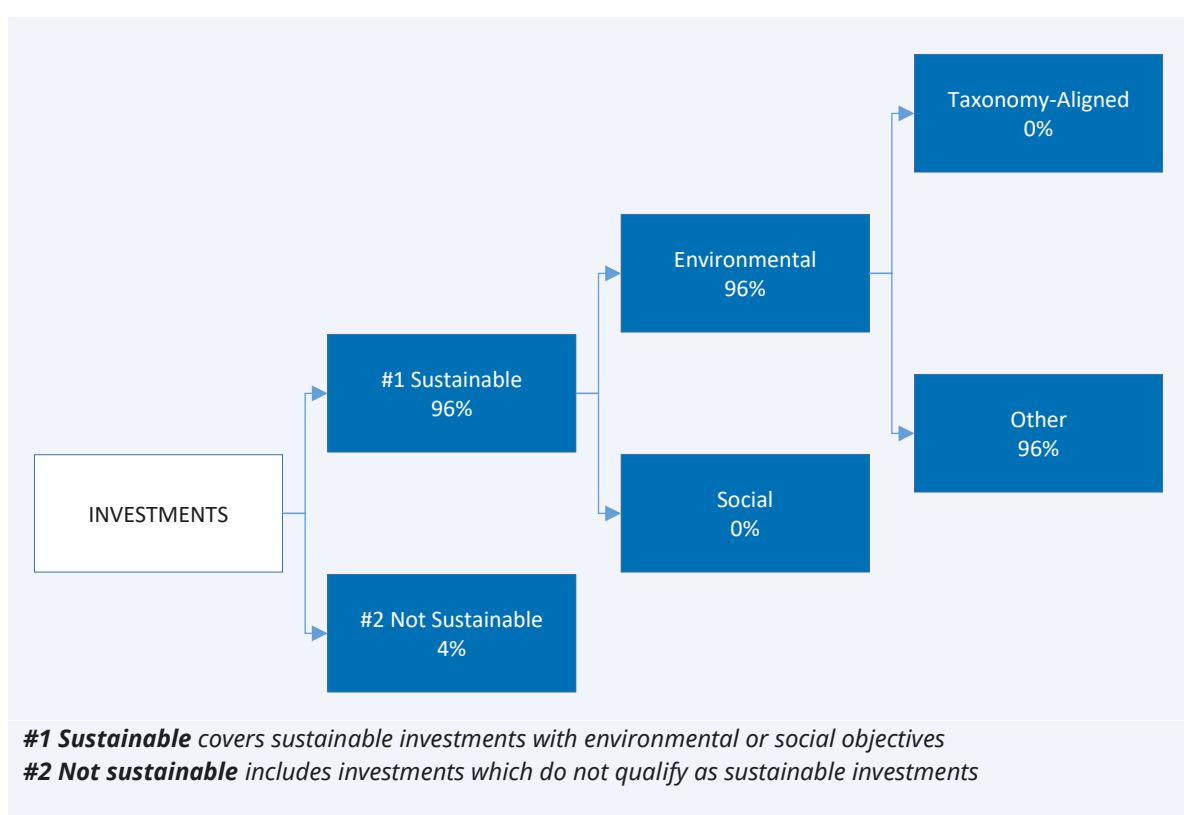 Taxonomy-Aligned
0%
Environmental
96%
#1 Sustainable
96%
Other
96%
INVESTMENTS
Social
0%
#2 Not Sustainable
4%
#1 Sustainable covers sustainable investments with environmental or social objectives
#2 Not sustainable includes investments which do not qualify as sustainable investments